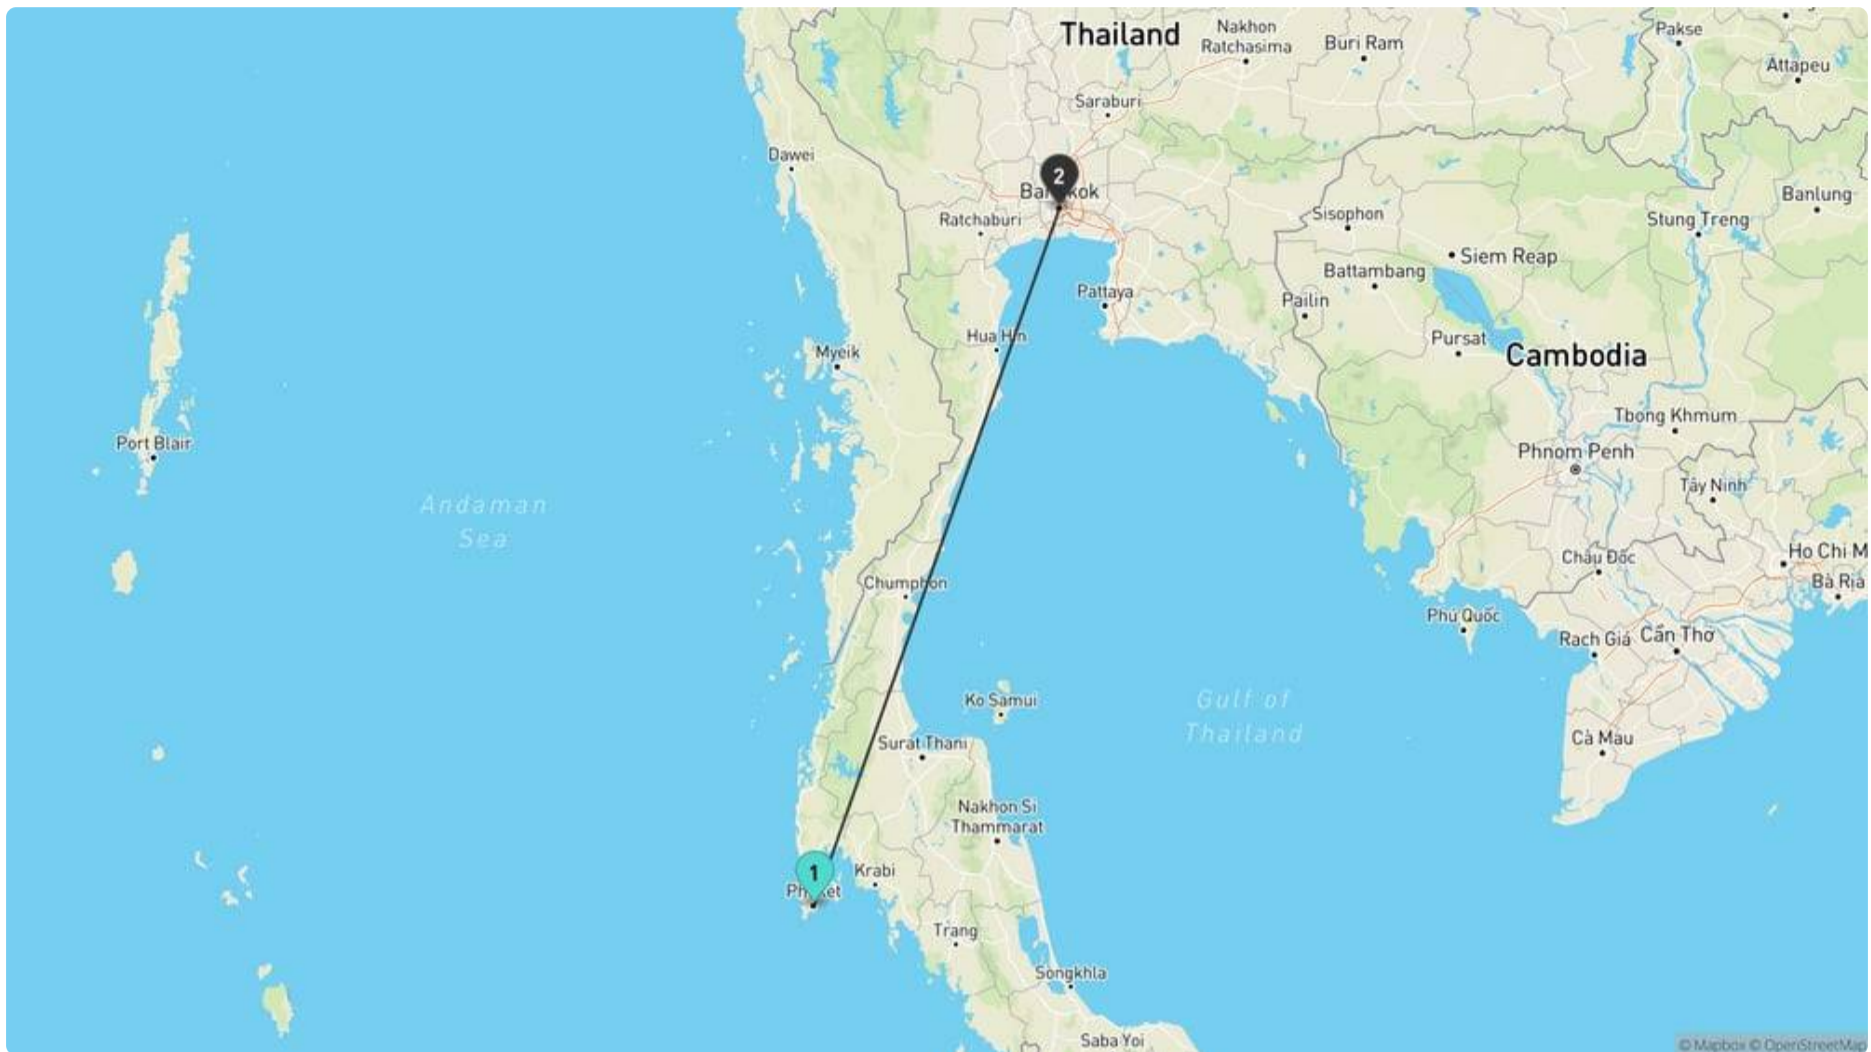 Thailand
Nakhon
Ratchasima
Buri Ram
Pakse
Attapeu
Saraburi
Dawei
2
Bangkok
Ratchaburi
Sisophon
Stung Treng
Banlung
Siem Reap
Battambang
Pattaya
Pailin
Hua Hin
Pursat
Cambodia
Myeik
Tbong Khmum
Port Blair
Phnom Penh
Tây Ninh
Andaman
Sea
Ho Chi M
Châu Đốc
Bà Rịa
Chumphon
Phú Quốc
Rach Giá
Cần Thơ
Ko Samui
Gulf of
Thailand
Surat Thani
Cà Mau
Nakhon Si
Thammarat
1
Krabi
Phuket
Trang
Songkhla
Saba Yoi
© Mapbox © OpenStreetMap